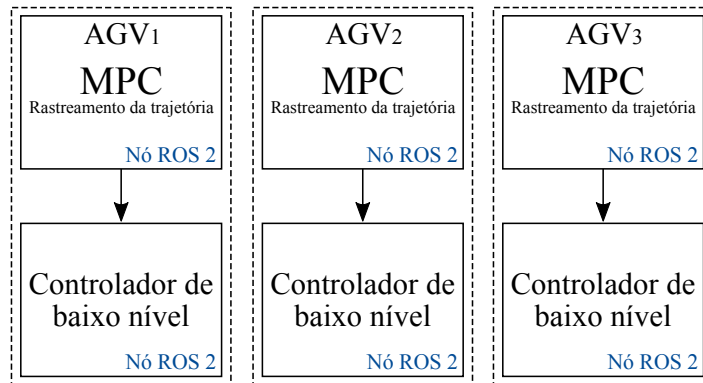 AGV1
MPC
Rastreamento da trajetória
Nó ROS 2
Controlador de
baixo nível
Nó ROS 2
AGV2
MPC
Rastreamento da trajetória
Nó ROS 2
Controlador de
baixo nível
Nó ROS 2
AGV3
MPC
Rastreamento da trajetória
Nó ROS 2
Controlador de
baixo nível
Nó ROS 2